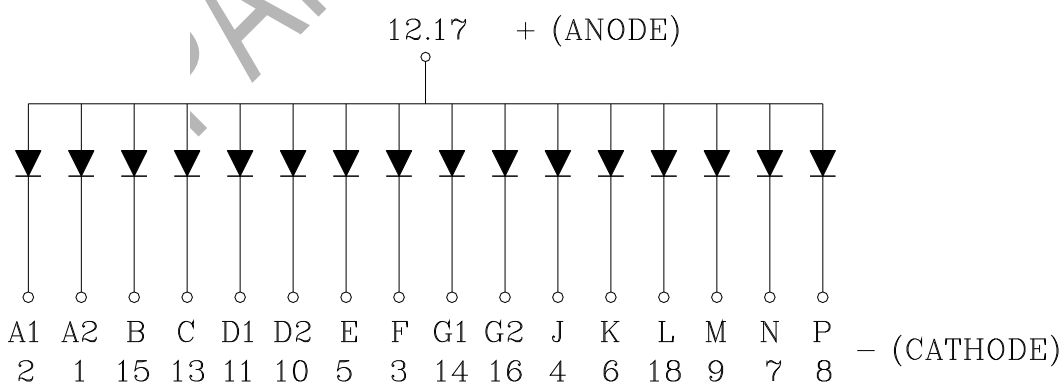 12.17 + (ANODE)
A1 A2 B C D1 D2 E F G1 G2 J K L M N P
2 1 15 13 11 10 5 3 14 16 4 6 18 9 7 8
− (CATHODE)